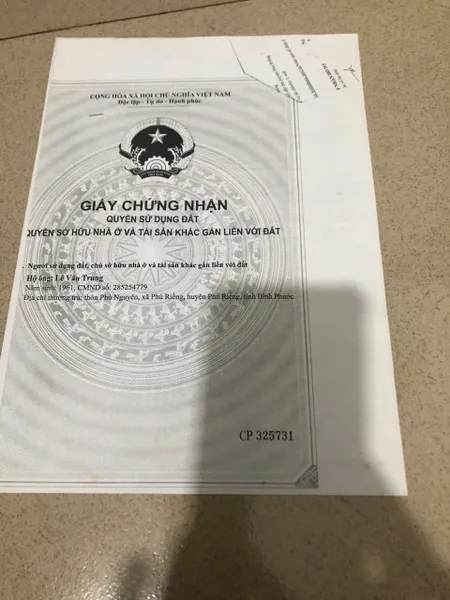 CỘNG HÒA XÃ HỘI CHỦ NGHĨA VIỆT NAM
Độc lập - Tự do - Hạnh phúc
GIẤY CHỨNG NHẬN
QUYỀN SỬ DỤNG ĐẤT
QUYỀN SỞ HỮU NHÀ Ở VÀ TÀI SẢN KHÁC GẮN LIỀN VỚI ĐẤT
. Người sử dụng đất, chủ sở hữu nhà ở và tài sản khác gắn liền với đất
Hộ ông: Lê Văn Trung
Năm sinh: 1961, CMND số: 285254779
Địa chỉ thường trú: thôn Phú Nguyên, xã Phú Riềng, huyện Phú Riềng, tỉnh Bình Phước
CP 325731